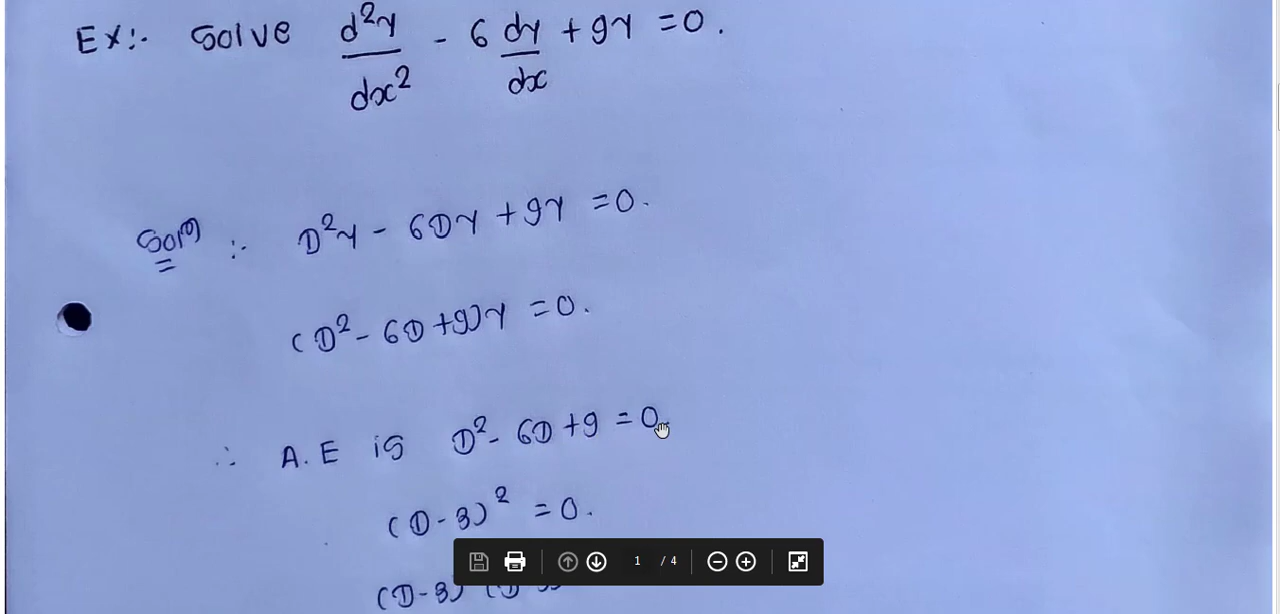 Ex:- Solve d²y/dx² - 6 dy/dx + 9y = 0.
Soln :- D²y - 6Dy + 9y = 0.
(D² - 6D + 9)y = 0.
∴ A.E is D² - 6D + 9 = 0
(D - 3)² = 0.
1 / 4
(D - 3)